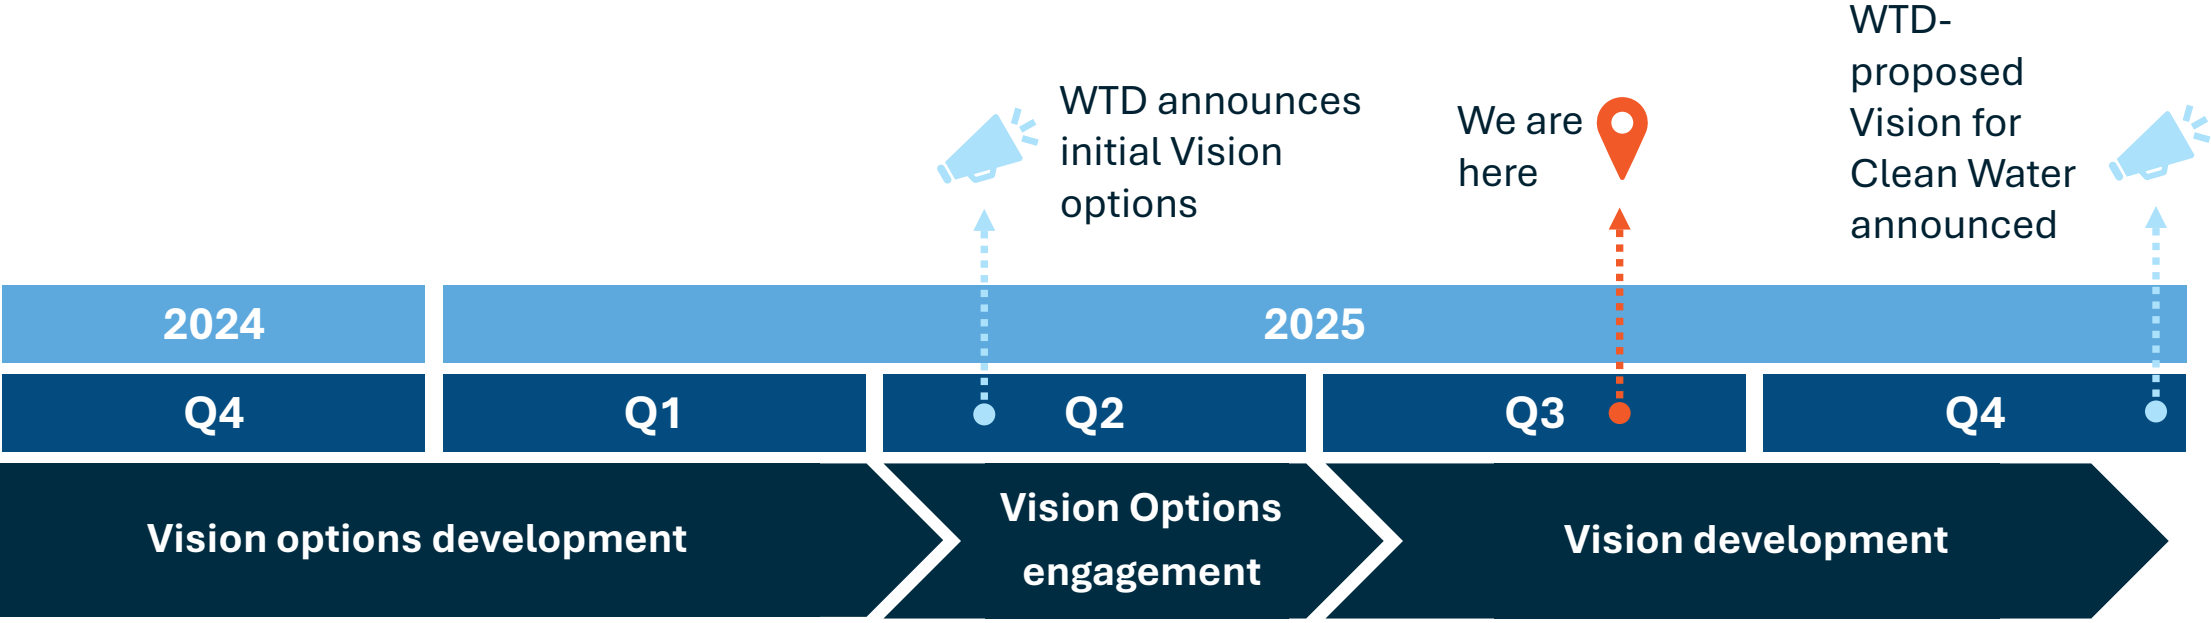 WTD announces
initial Vision
options
We are
here
WTD-
proposed
Vision for
Clean Water
announced
2024
2025
Q4
Q1
Q2
Q3
Q4
Vision options development
Vision Options
engagement
Vision development